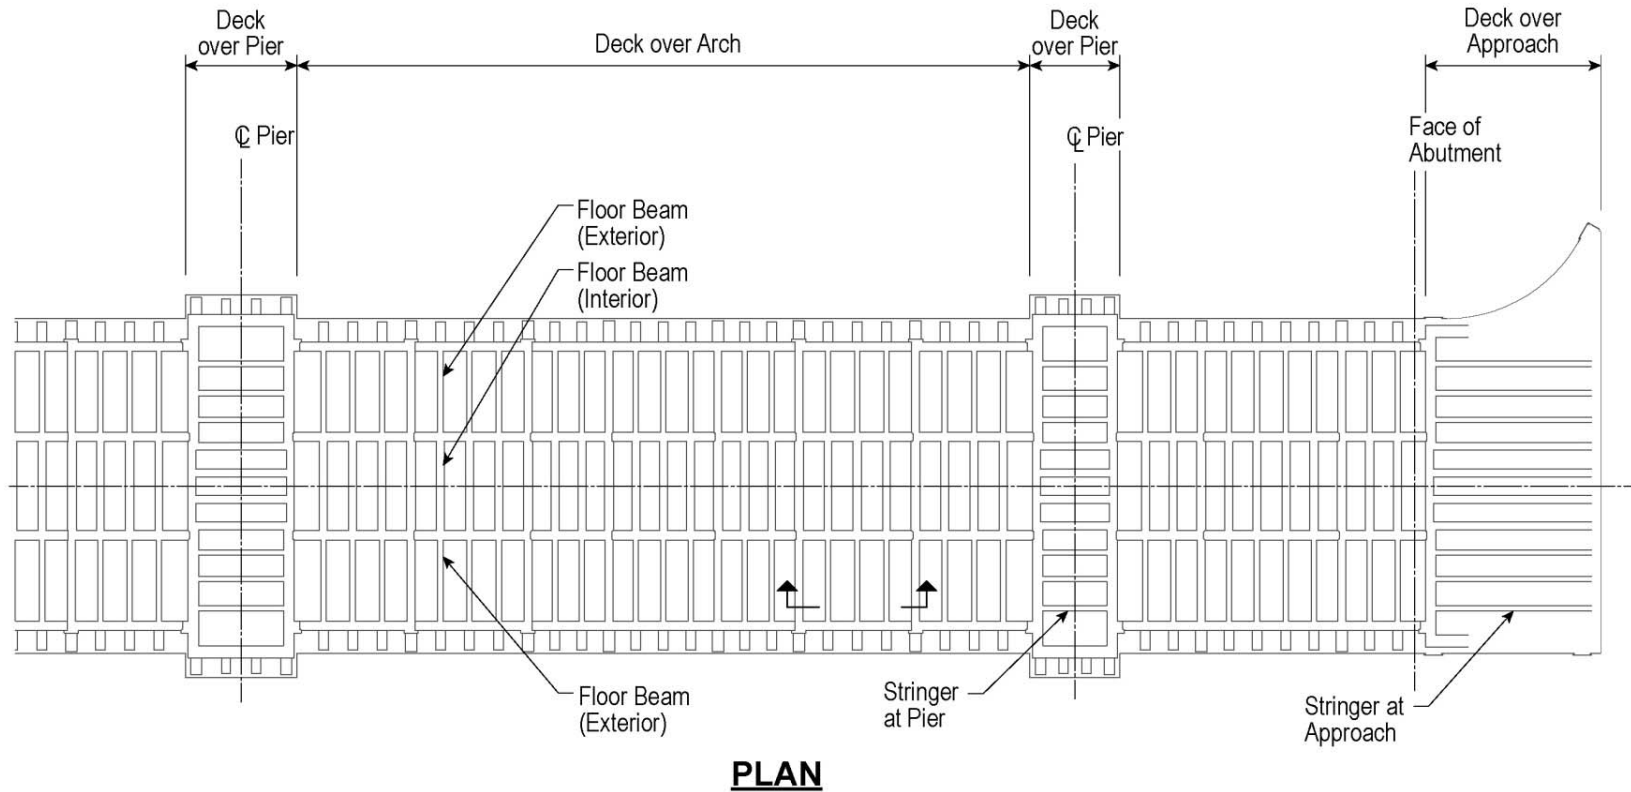 Deck
over Pier
Deck over Arch
Deck
over Pier
Deck over
Approach
℄ Pier
℄ Pier
Face of
Abutment
Floor Beam
(Exterior)
Floor Beam
(Interior)
Floor Beam
(Exterior)
Stringer
at Pier
Stringer at
Approach
PLAN